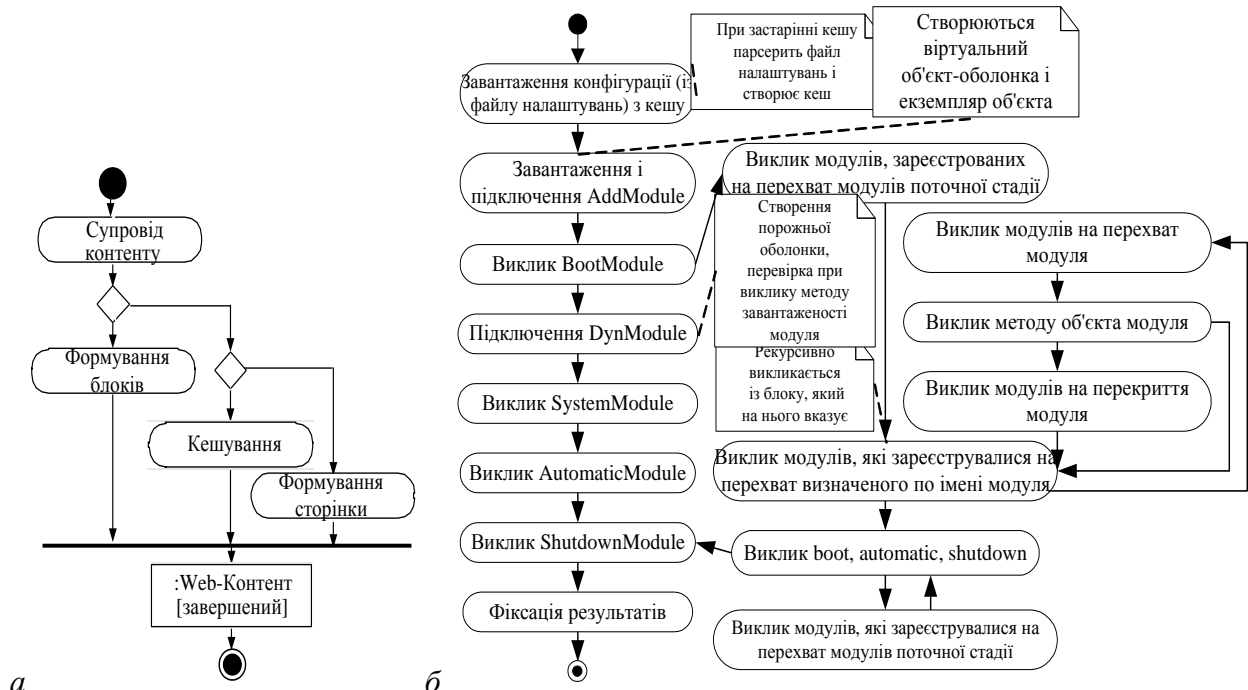 Супровід
контенту
Формування
блоків
Кешування
Формування
сторінки
:Web-Контент
[завершений]
а
Завантаження конфігурації (із
файлу налаштувань) з кешу
При застарінні кешу
парсерить файл
налаштувань і
створює кеш
Створюються
віртуальний
об'єкт-оболонка і
екземпляр об'єкта
Завантаження і
підключення AddModule
Виклик BootModule
Підключення DynModule
Виклик SystemModule
Виклик AutomaticModule
Виклик ShutdownModule
Фіксація результатів
Виклик модулів, зареєстрованих
на перехват модулів поточної стадії
Створення
порожньої
оболонки,
перевірка при
виклику методу
завантаженості
модуля
Рекурсивно
викликається
із блоку, який
на нього вказує
Виклик модулів на перехват
модуля
Виклик методу об'єкта модуля
Виклик модулів на перекриття
модуля
Виклик модулів, які зареєструвалися на
перехват визначеного по імені модуля
Виклик boot, automatic, shutdown
Виклик модулів, які зареєструвалися на
перехват модулів поточної стадії
б